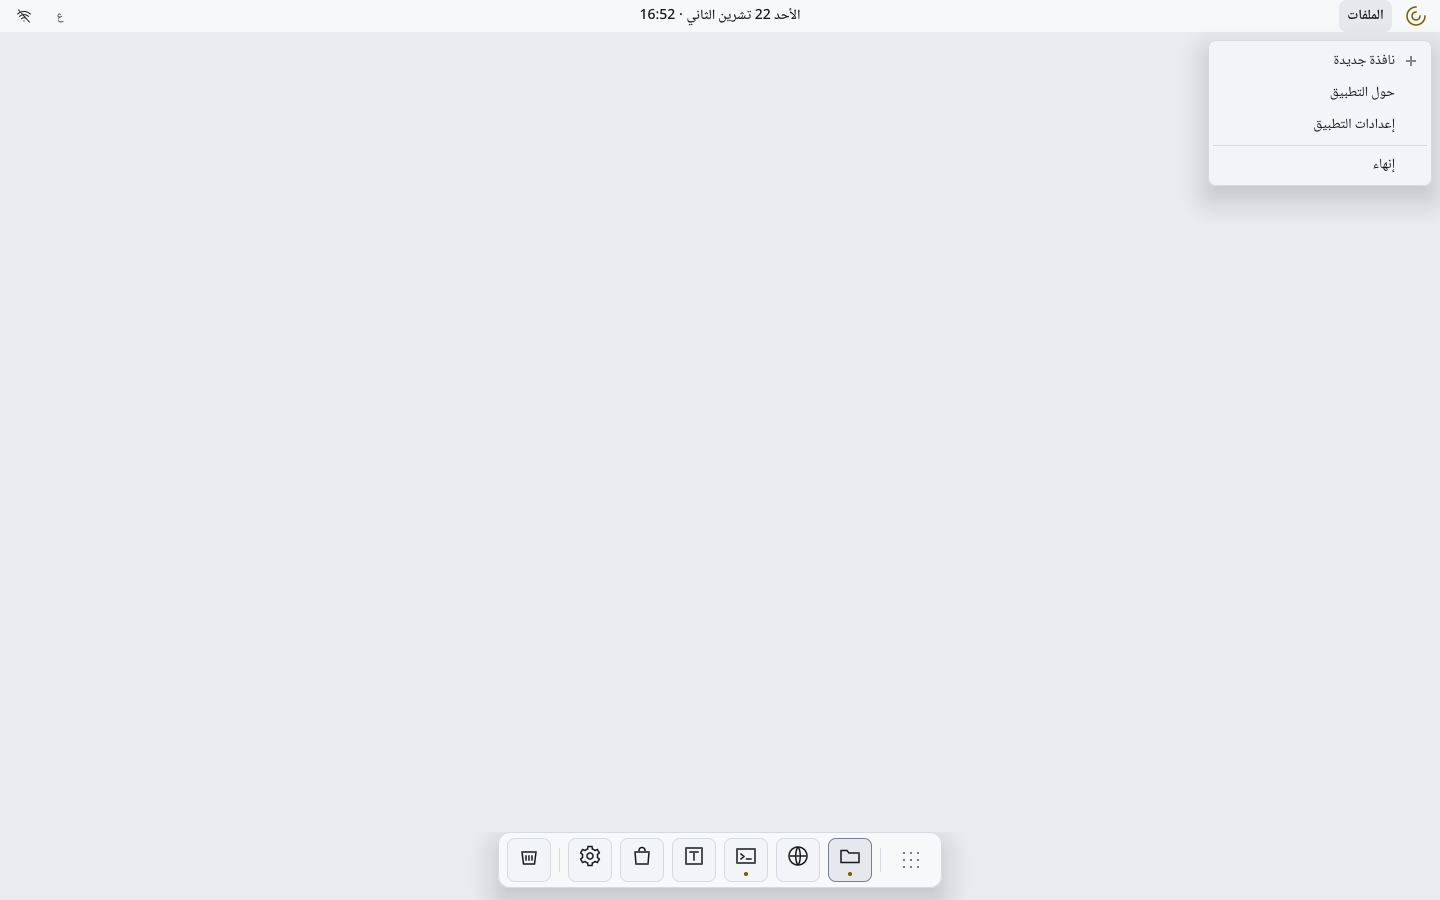 الملفات
الأحد 22 تشرين الثاني · 16:52
ع
نافذة جديدة
حول التطبيق
إعدادات التطبيق
إنهاء